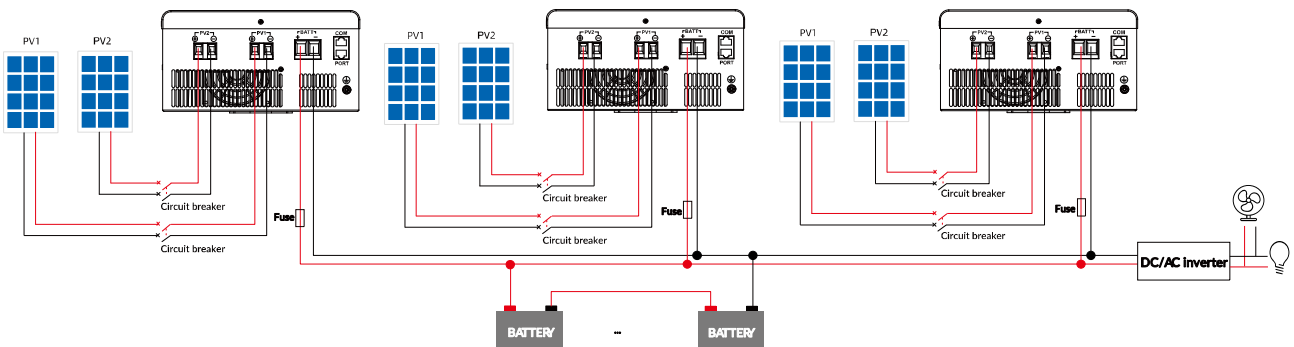 PV1
PV2
PV2
PV1
BATT
+ −
COM
PORT
Circuit breaker
Circuit breaker
Fuse
PV1
PV2
PV2
PV1
BATT
+ −
COM
PORT
Circuit breaker
Circuit breaker
Fuse
PV1
PV2
PV2
PV1
BATT
+ −
COM
PORT
Circuit breaker
Circuit breaker
Fuse
DC/AC inverter
BATTERY
...
BATTERY